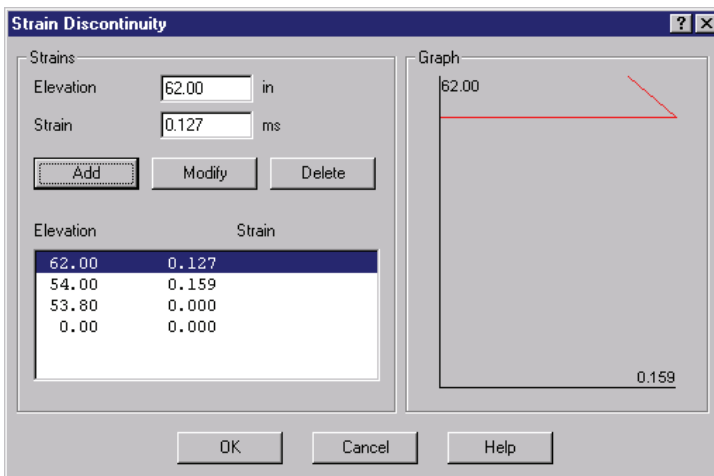 Strain Discontinuity
Strains
Elevation 62.00 in
Strain 0.127 ms
Add Modify Delete
Elevation Strain
62.00 0.127
54.00 0.159
53.80 0.000
0.00 0.000
Graph
62.00
0.159
OK Cancel Help